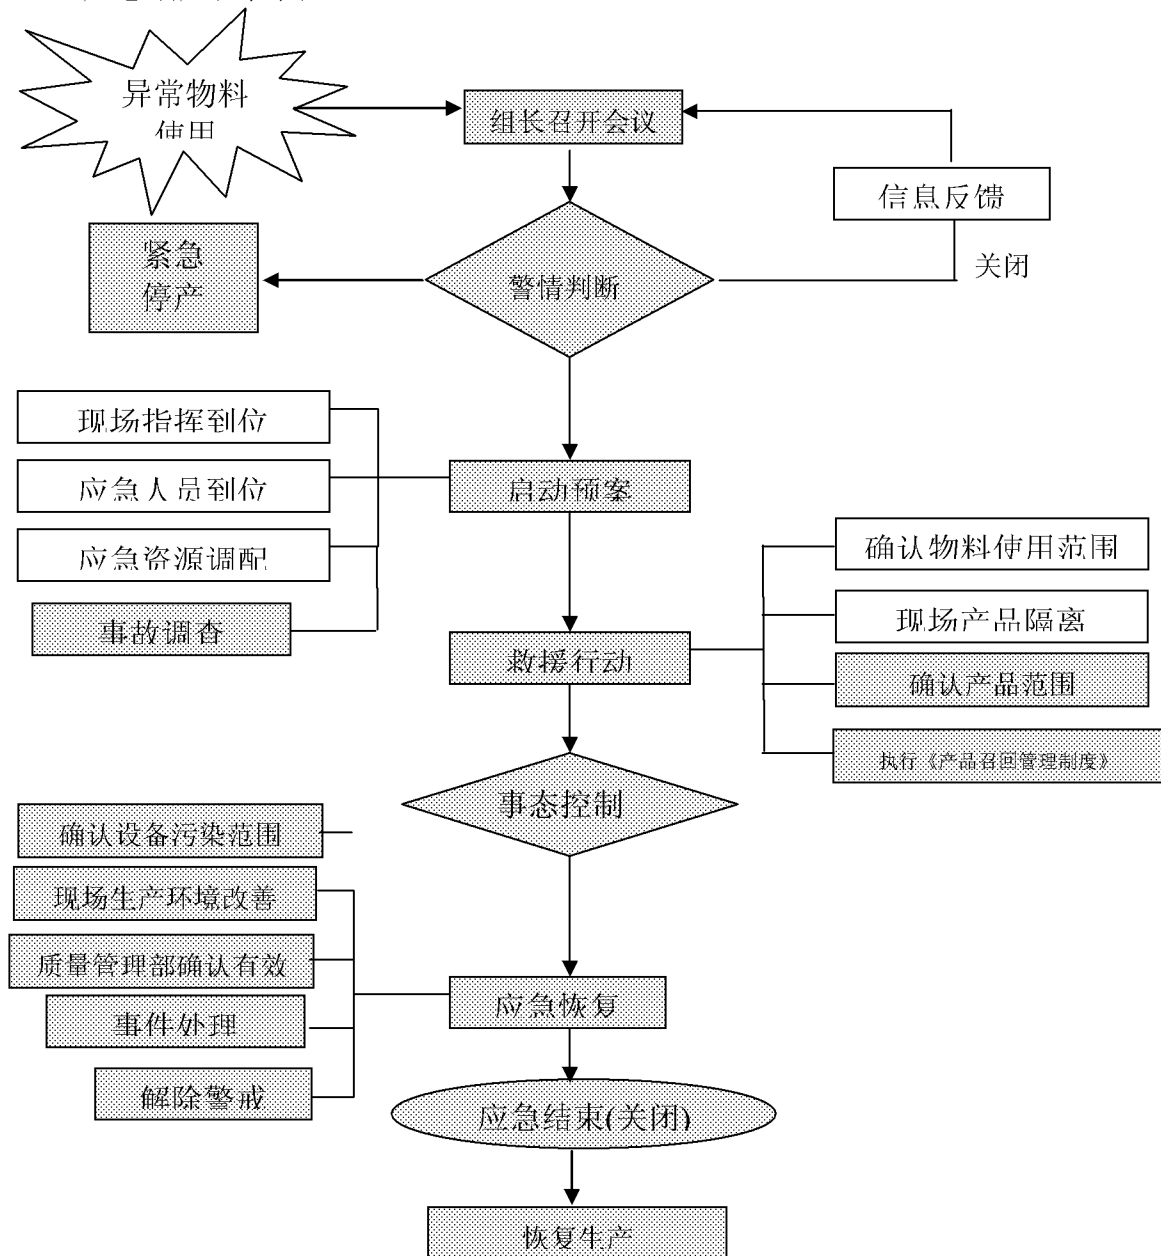 异常物料
使用
组长召开会议
信息反馈
紧急
停产
警情判断
关闭
现场指挥到位
应急人员到位
启动预案
应急资源调配
确认物料使用范围
事故调查
现场产品隔离
救援行动
确认产品范围
执行《产品召回管理制度》
事态控制
确认设备污染范围
现场生产环境改善
质量管理部确认有效
应急恢复
事件处理
解除警戒
应急结束(关闭)
恢复生产